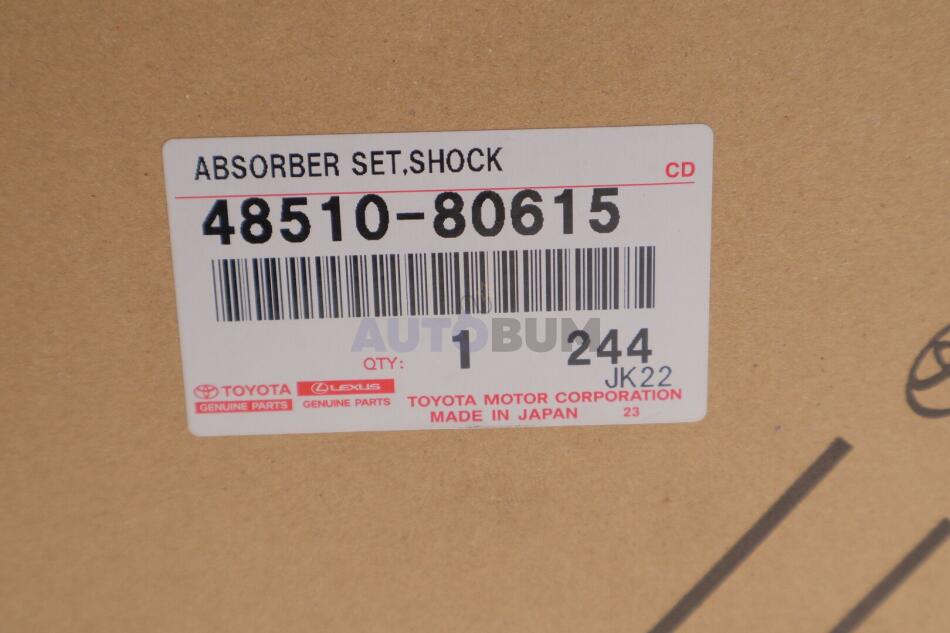 ABSORBER SET,SHOCK
CD
48510-80615
AUTOBUM
QTY: 1 244
JK22
TOYOTA LEXUS
GENUINE PARTS GENUINE PARTS
TOYOTA MOTOR CORPORATION
MADE IN JAPAN 23